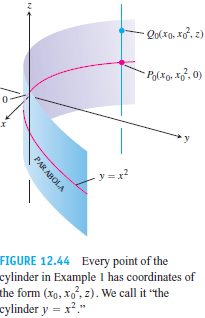 z
Q₀(x₀, x₀², z)
P₀(x₀, x₀², 0)
0
x
y
PARABOLA
y = x²
FIGURE 12.44 Every point of the
cylinder in Example 1 has coordinates of
the form (x₀, x₀², z). We call it “the
cylinder y = x².”